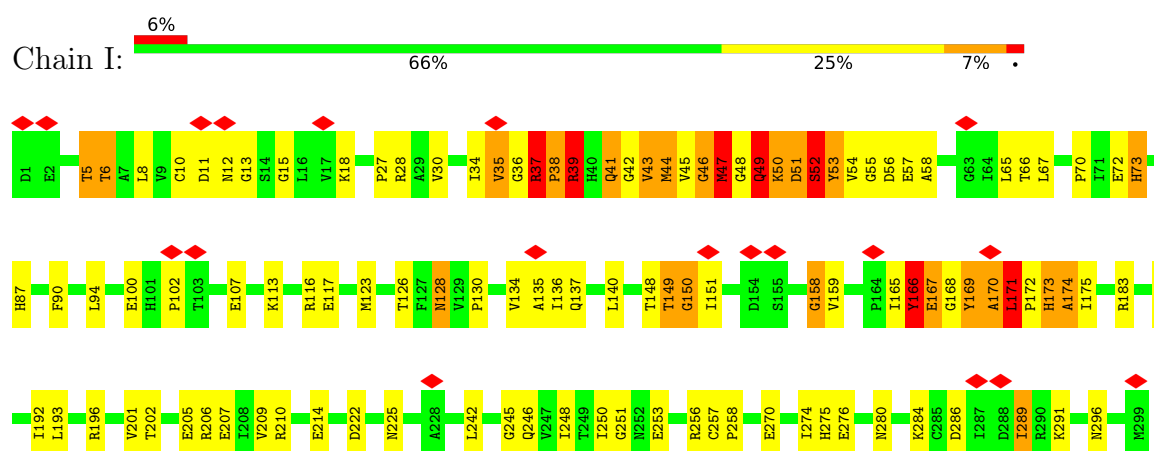 6%
Chain I:
66% 25% 7% •
D1 E2 T5 T6 A7 L8 V9 G10 D11 N12 G13 S14 G15 L16 V17 K18 P27 R28 A29 V30 I34 V35 G36 R37 P38 R39 H40 Q41 G42 V43 M44 V45 G46 M47 G48 Q49 K50 D51 S52 Y53 V54 G55 D56 E57 A58 G63 I64 L65 T66 L67 P70 I71 E72 H73
H87 F90 L94 E100 H101 P102 T103 E107 K113 R116 E117 M123 T126 F127 N128 V129 P130 V134 A135 I136 Q137 L140 T148 T149 G150 I151 D154 S155 G158 V159 P164 I165 Y166 E167 G168 Y169 A170 L171 P172 H173 A174 I175 R183
I192 L193 R196 V201 T202 E205 R206 E207 I208 V209 R210 E214 D222 N225 A228 L242 G245 Q246 V247 I248 T249 I250 G251 N252 E253 R256 C257 P258 E270 I274 H275 E276 N280 K284 C285 D286 I287 D288 I289 R290 K291 N296 M299